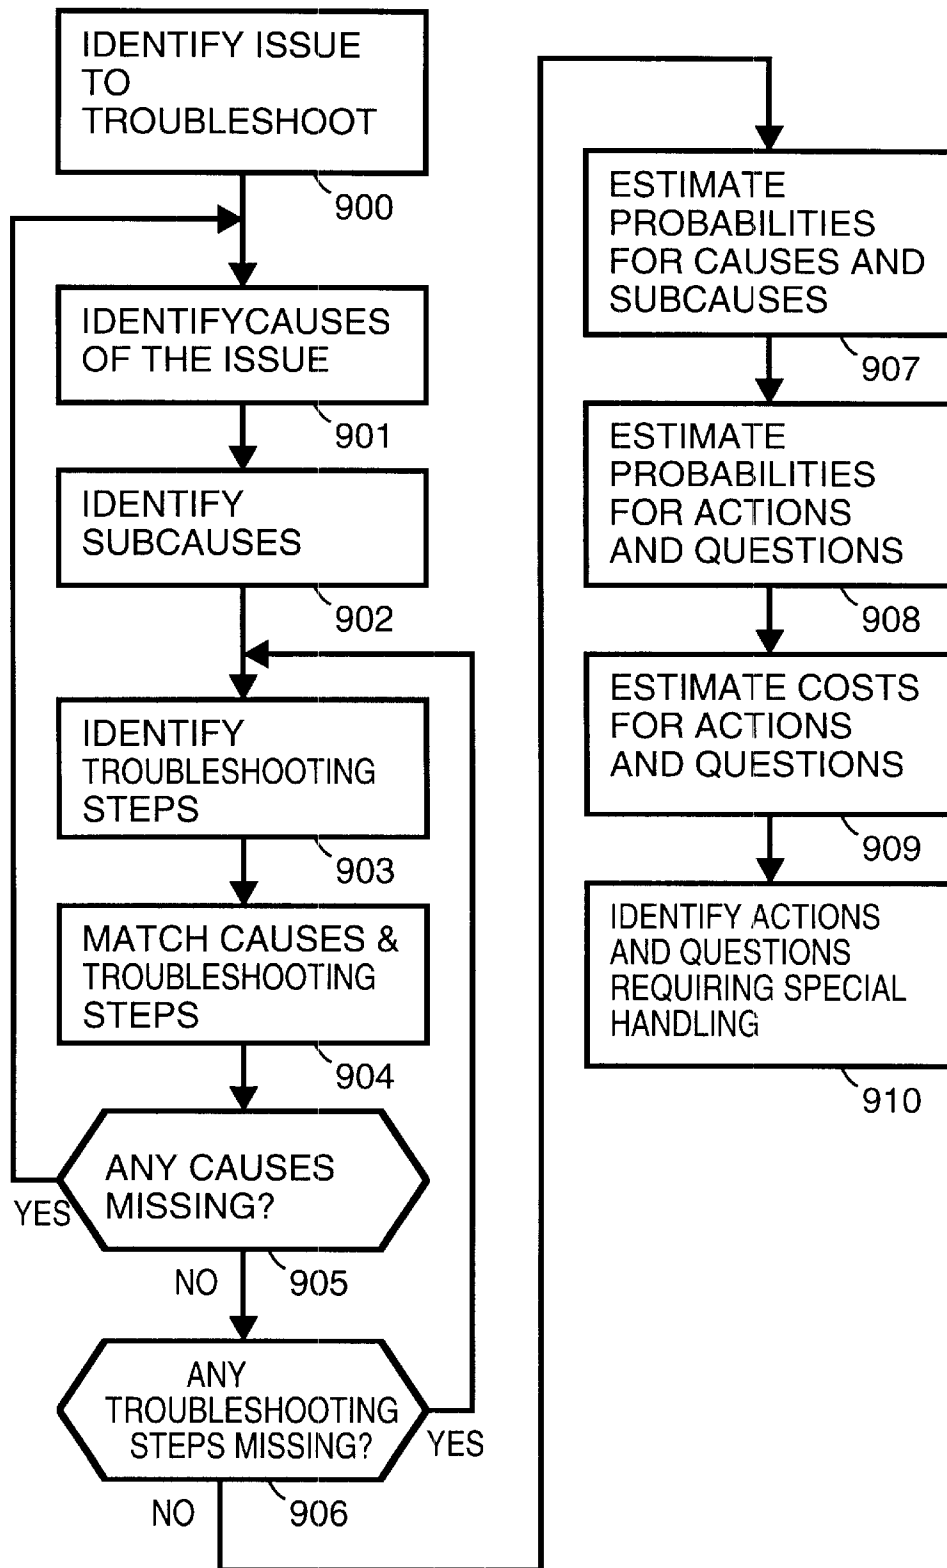 IDENTIFY ISSUE
TO
TROUBLESHOOT
900
IDENTIFYCAUSES
OF THE ISSUE
901
IDENTIFY
SUBCAUSES
902
IDENTIFY
TROUBLESHOOTING
STEPS
903
MATCH CAUSES &
TROUBLESHOOTING
STEPS
904
ANY CAUSES
MISSING?
YES
905
NO
ANY
TROUBLESHOOTING
STEPS MISSING?
YES
906
NO
ESTIMATE
PROBABILITIES
FOR CAUSES AND
SUBCAUSES
907
ESTIMATE
PROBABILITIES
FOR ACTIONS
AND QUESTIONS
908
ESTIMATE COSTS
FOR ACTIONS
AND QUESTIONS
909
IDENTIFY ACTIONS
AND QUESTIONS
REQUIRING SPECIAL
HANDLING
910